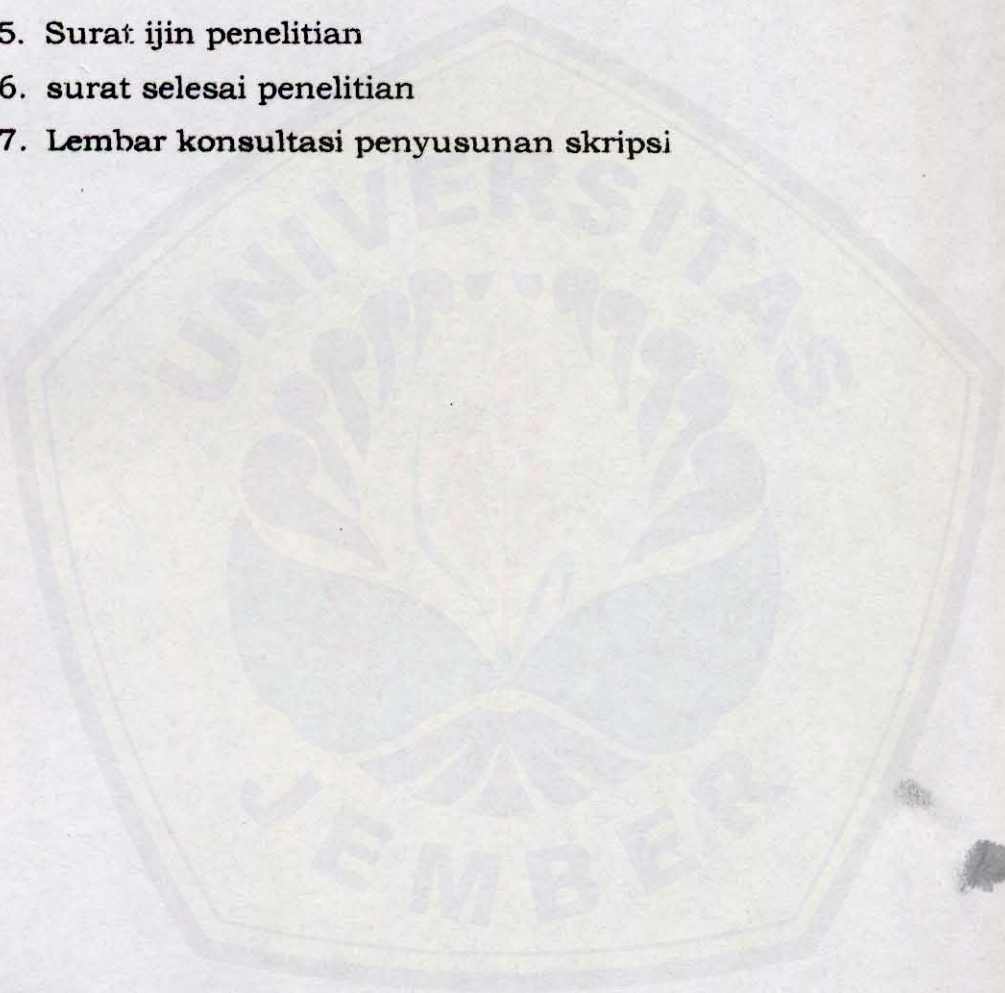 5. Surat ijin penelitian
6. surat selesai penelitian
7. Lembar konsultasi penyusunan skripsi
UNIVERSITAS
JEMBER